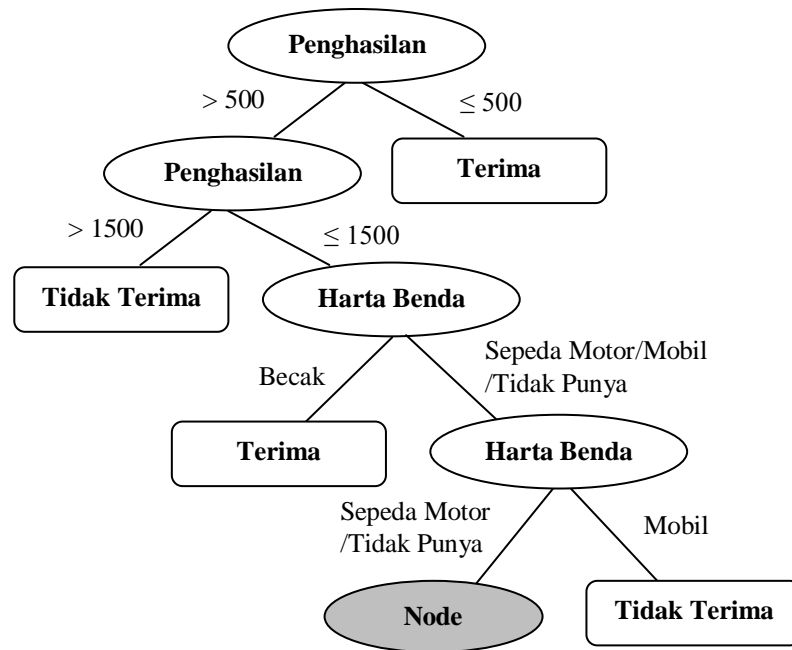 Penghasilan
> 500
≤ 500
Penghasilan
Terima
> 1500
≤ 1500
Tidak Terima
Harta Benda
Becak
Sepeda Motor/Mobil
/Tidak Punya
Terima
Harta Benda
Sepeda Motor
/Tidak Punya
Mobil
Node
Tidak Terima